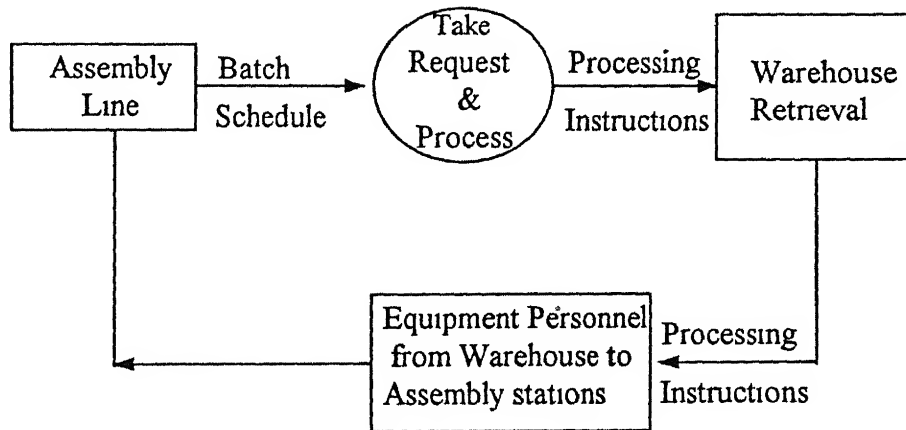 Assembly
Line
Batch
Schedule
Take
Request
&
Process
Processing
Instructions
Warehouse
Retrieval
Equipment Personnel
from Warehouse to
Assembly stations
Processing
Instructions